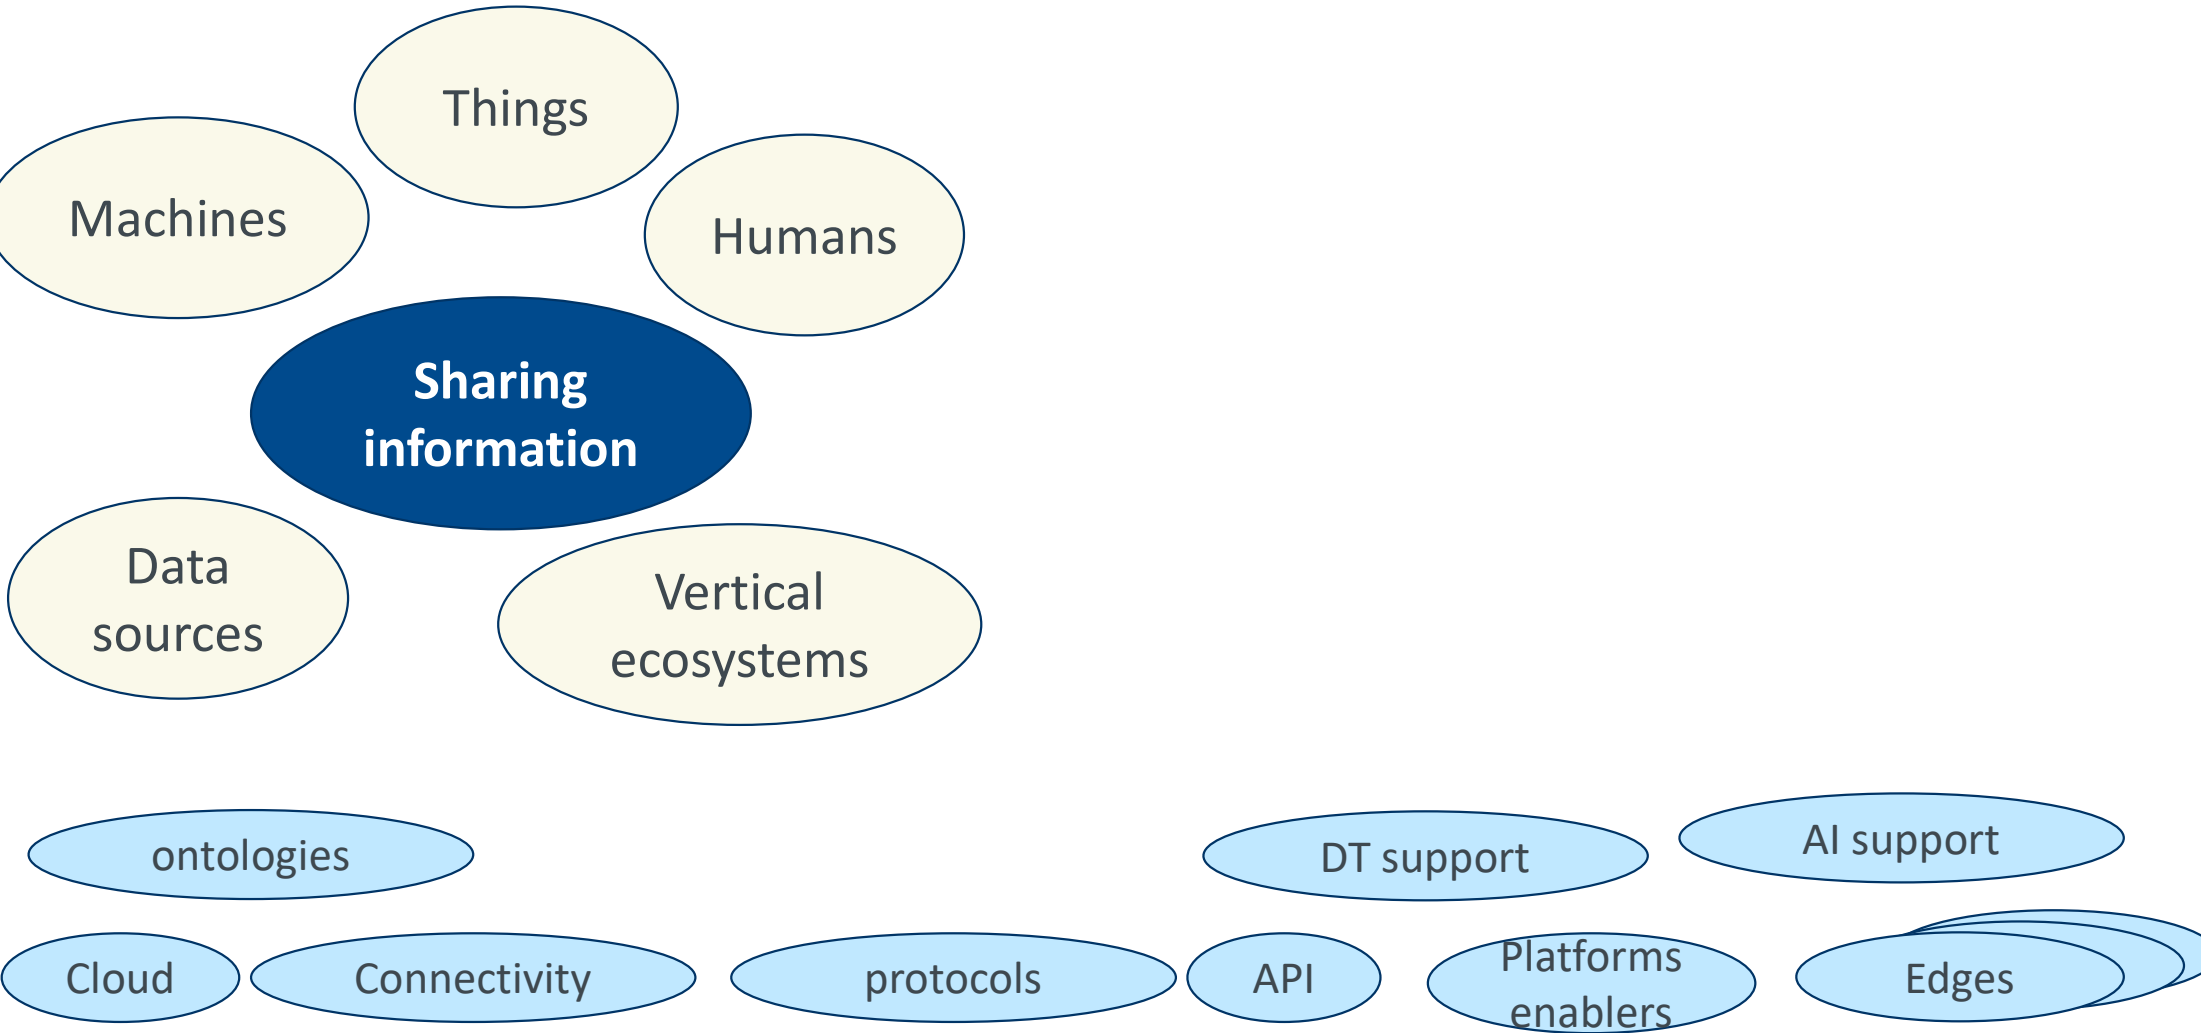 Things
Machines
Humans
Sharing
information
Data
sources
Vertical
ecosystems
ontologies
DT support
AI support
Cloud
Connectivity
protocols
API
Platforms
enablers
Edges